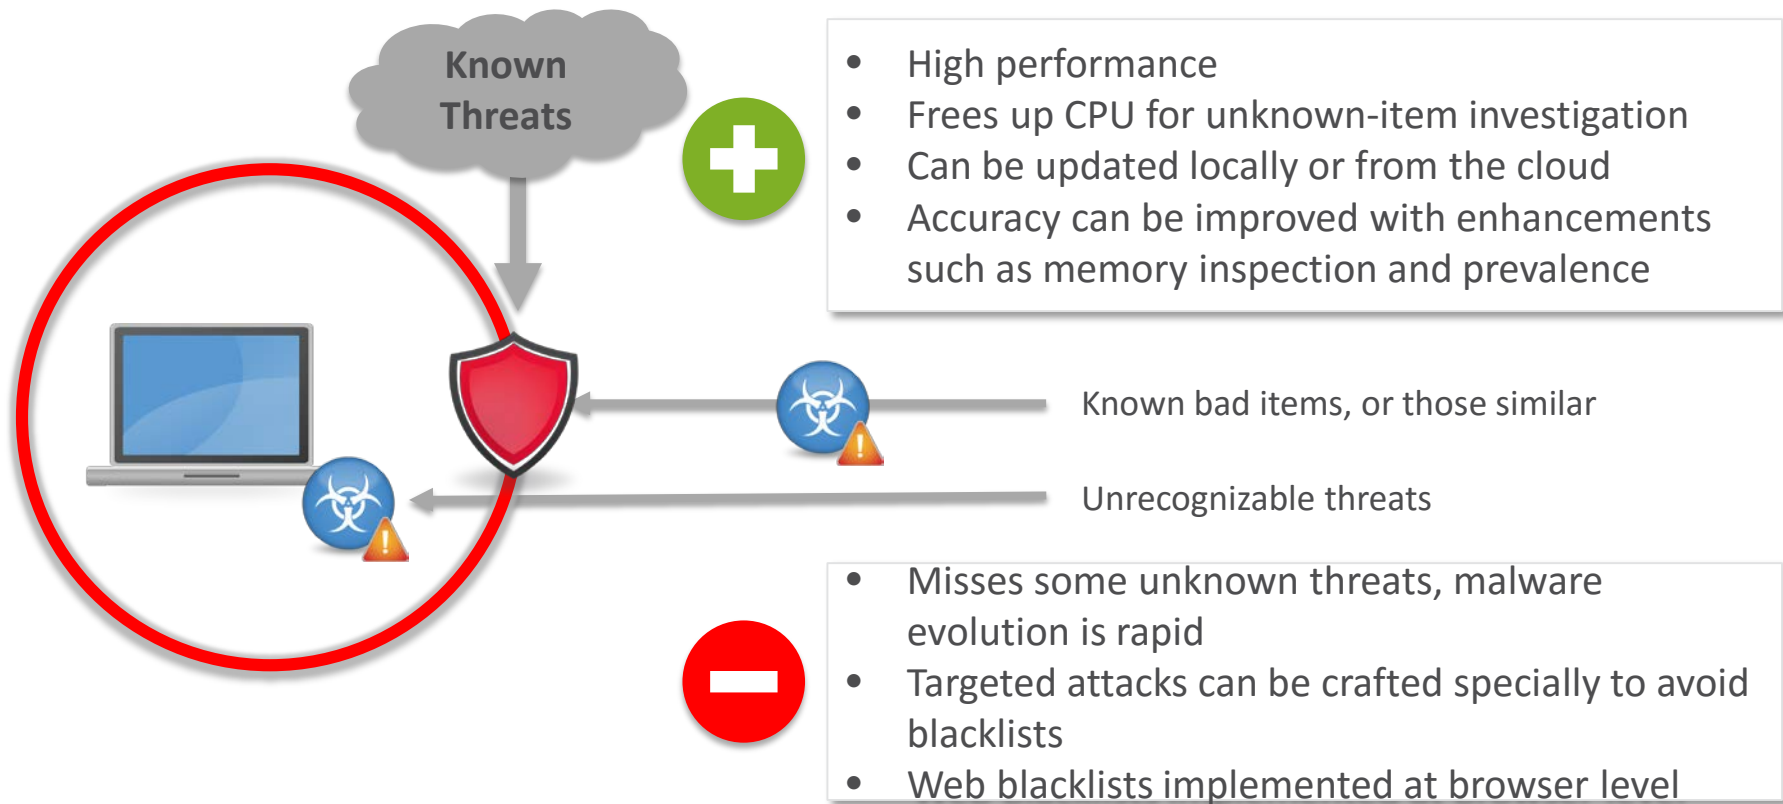 Known
Threats
• High performance
• Frees up CPU for unknown-item investigation
• Can be updated locally or from the cloud
• Accuracy can be improved with enhancements
such as memory inspection and prevalence
Known bad items, or those similar
Unrecognizable threats
• Misses some unknown threats, malware
evolution is rapid
• Targeted attacks can be crafted specially to avoid
blacklists
• Web blacklists implemented at browser level